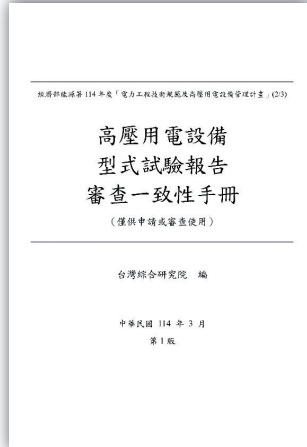 經濟部能源署 114 年度「電力工程技術規範及高壓用電設備管理計畫」(2/3)
高壓用電設備
型式試驗報告
審查一致性手冊
（僅供申請或審查使用）
台灣綜合研究院 編
中華民國 114 年 3 月
第 1 版